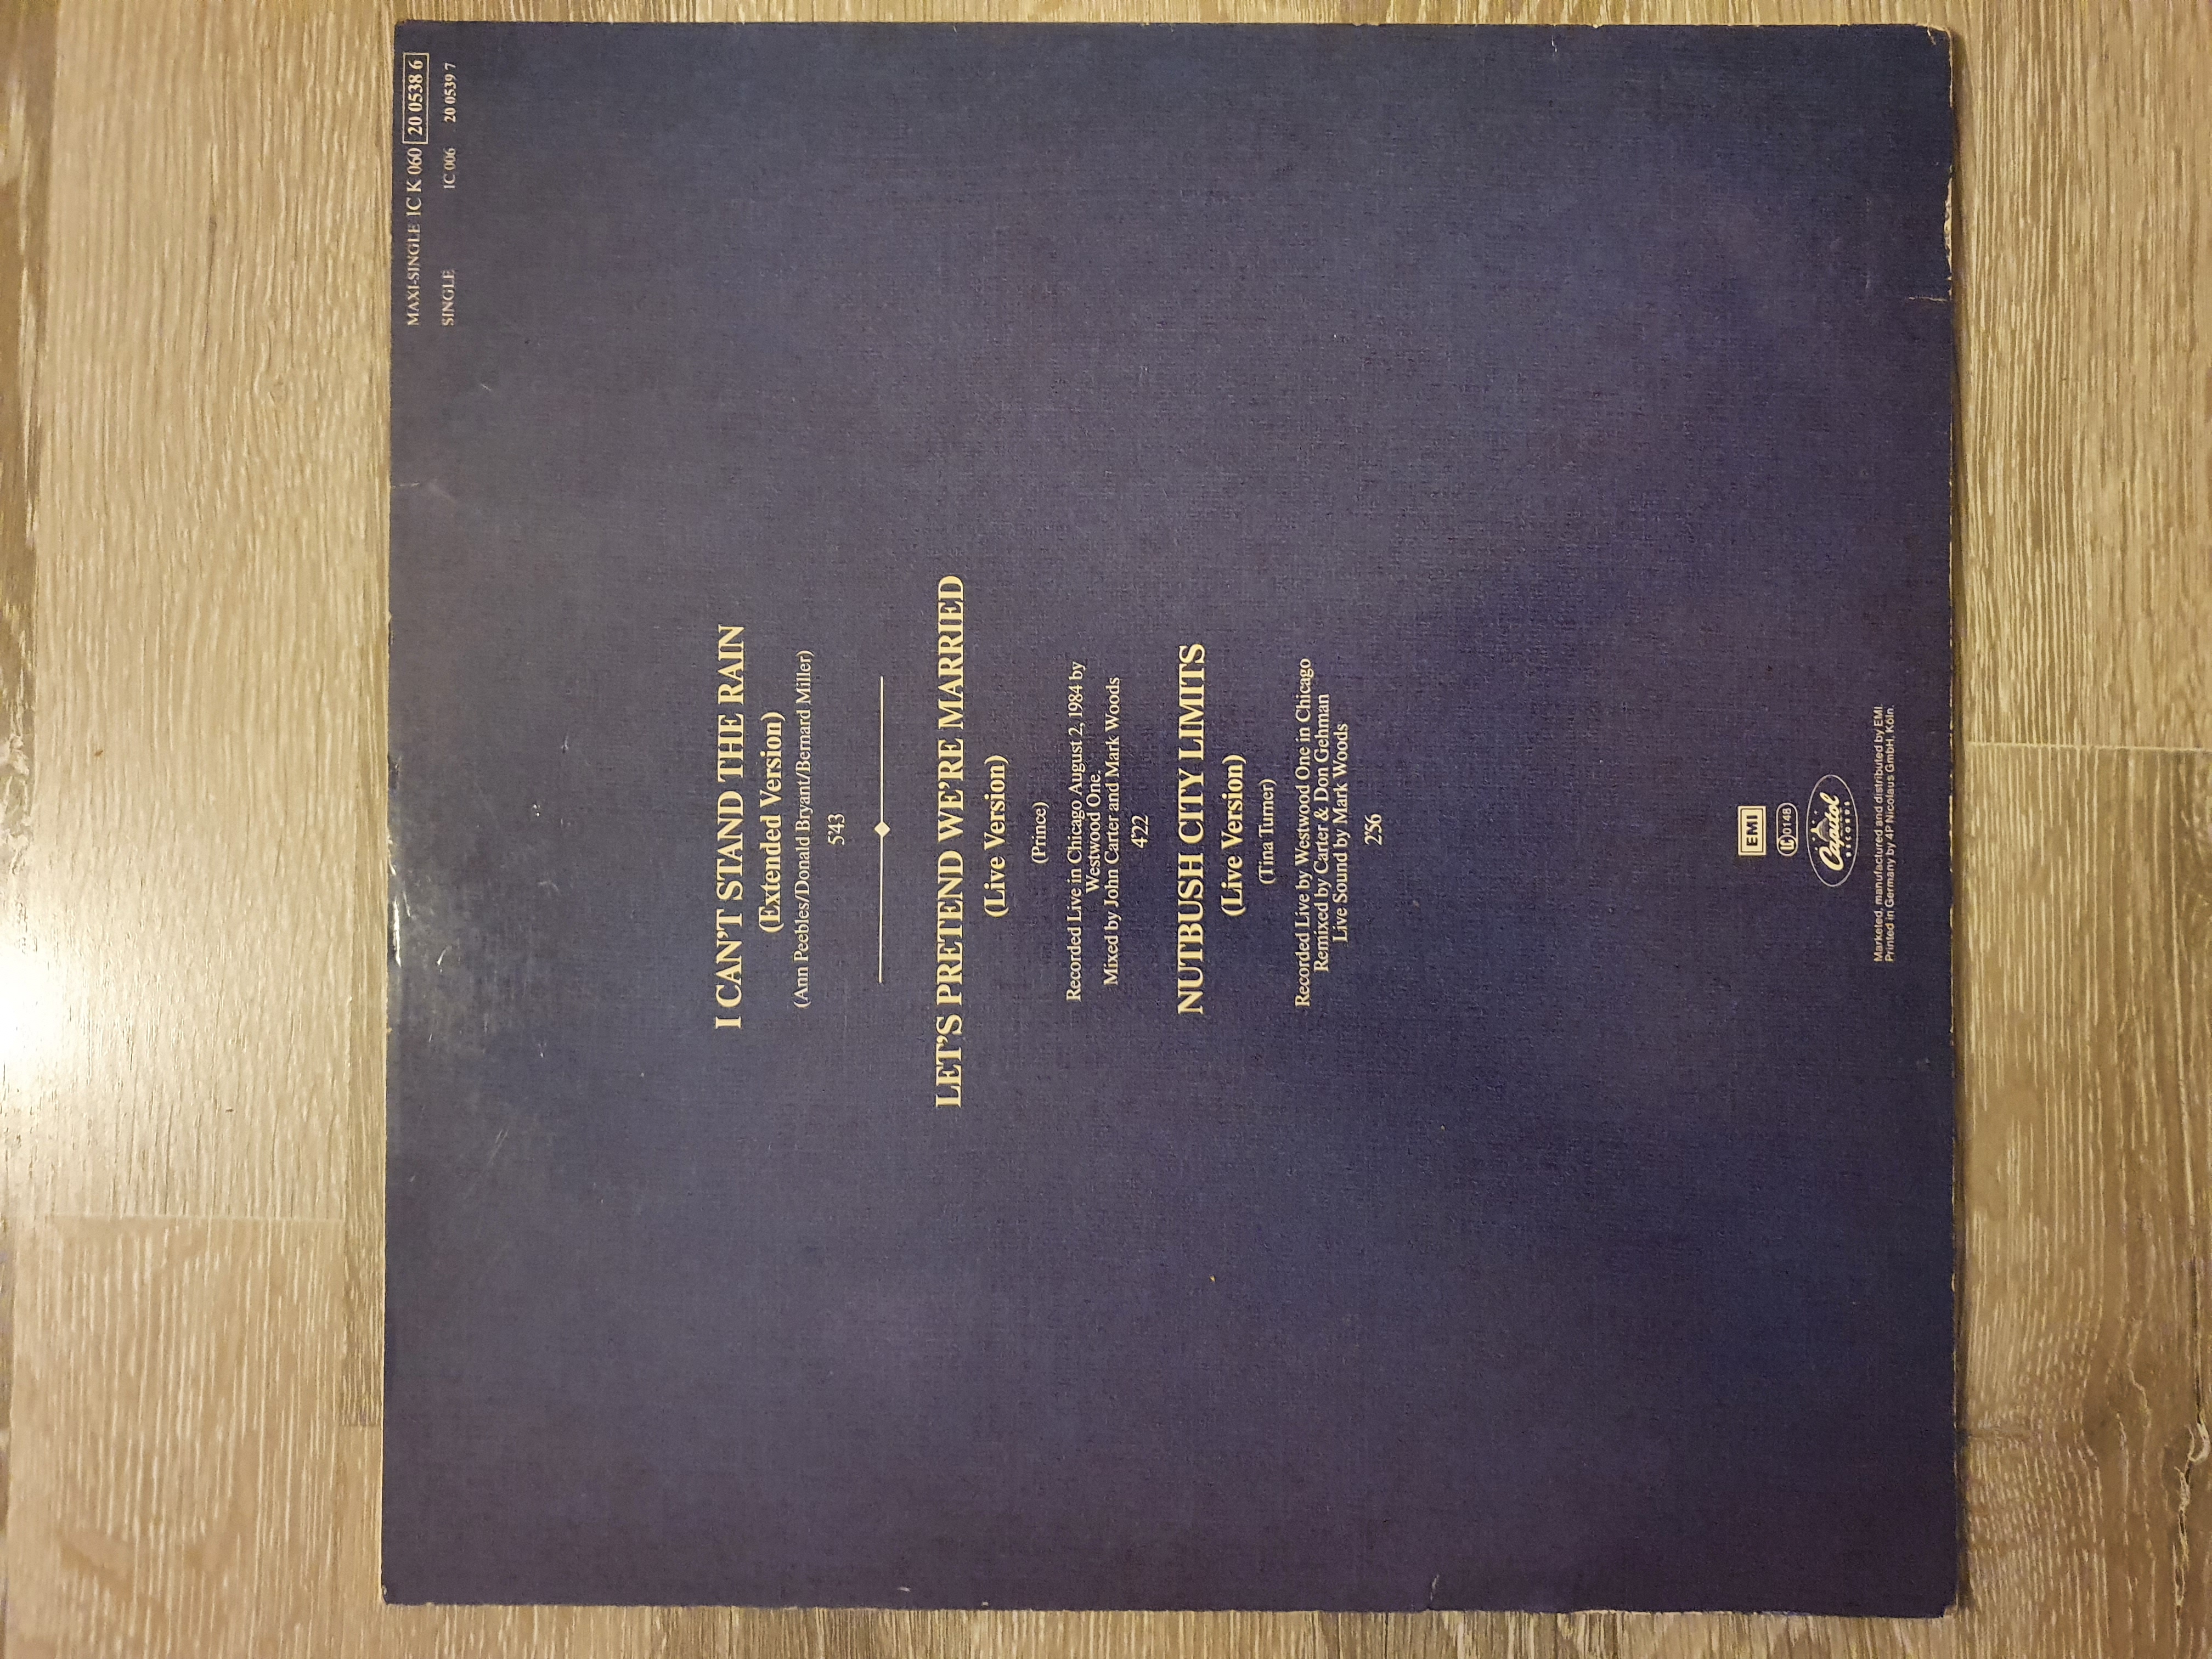 MAXI-SINGLE 1C K 060 20 0538 6
SINGLE 1C 006 20 0539 7
I CAN'T STAND THE RAIN
(Extended Version)
(Ann Peebles/Donald Bryant/Bernard Miller)
5'43
LET'S PRETEND WE'RE MARRIED
(Live Version)
(Prince)
Recorded Live in Chicago August 2, 1984 by
Westwood One.
Mixed by John Carter and Mark Woods
4'22
NUTBUSH CITY LIMITS
(Live Version)
(Tina Turner)
Recorded Live by Westwood One in Chicago
Remixed by Carter & Don Gehman
Live Sound by Mark Woods
2'56
EMI
LC 0148
Capitol
RECORDS
Marketed, manufactured and distributed by EMI.
Printed in Germany by 4P Nicolaus GmbH, Köln.